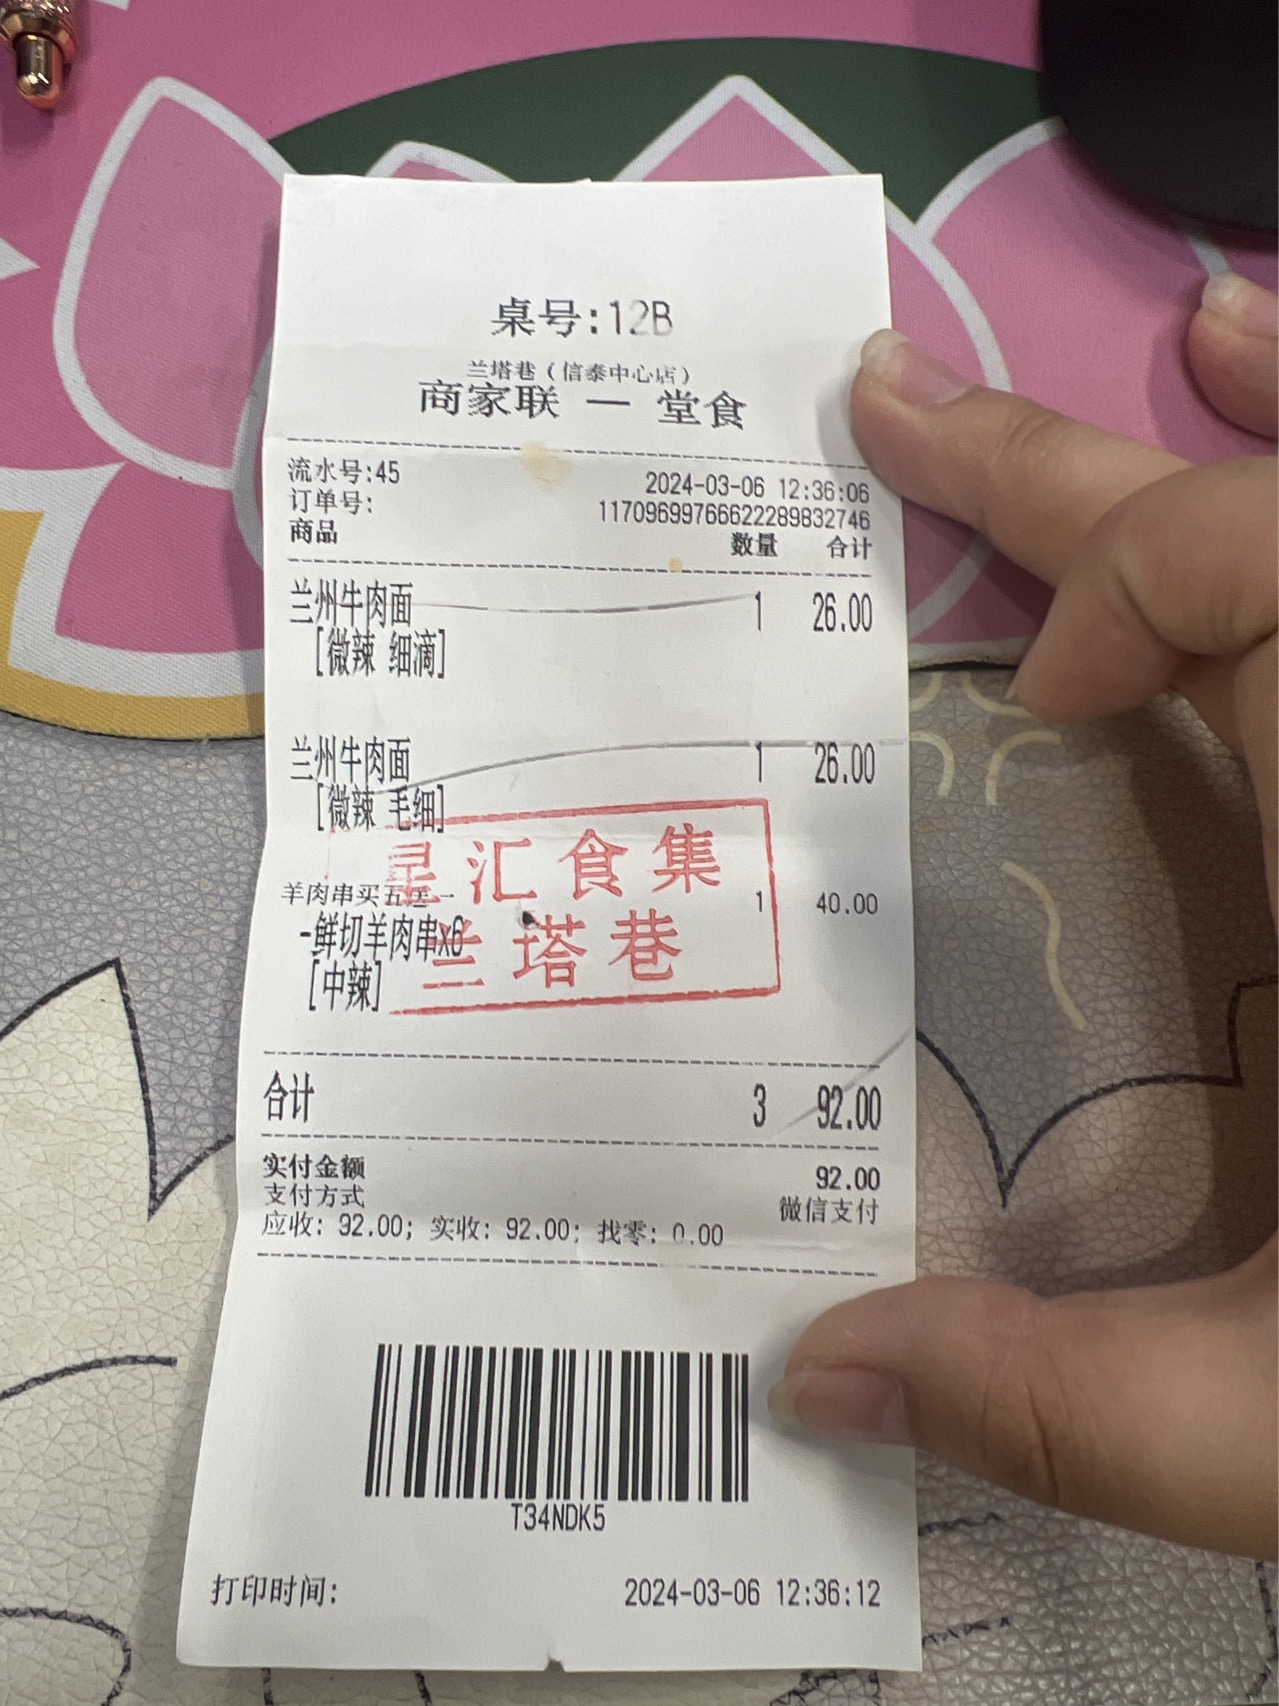 桌号:12B
兰塔巷（信泰中心店）
商家联 一 堂食
流水号:45 2024-03-06 12:36:06
订单号: 11709699766622289832746
商品 数量 合计
兰州牛肉面 1 26.00
[微辣 细滴]
兰州牛肉面 1 26.00
[微辣 毛细]
星汇食集
羊肉串买五送一 1 40.00
-鲜切羊肉串x6
兰塔巷
[中辣]
合计 3 92.00
实付金额 92.00
支付方式 微信支付
应收: 92.00; 实收: 92.00; 找零: 0.00
T34NDK5
打印时间: 2024-03-06 12:36:12